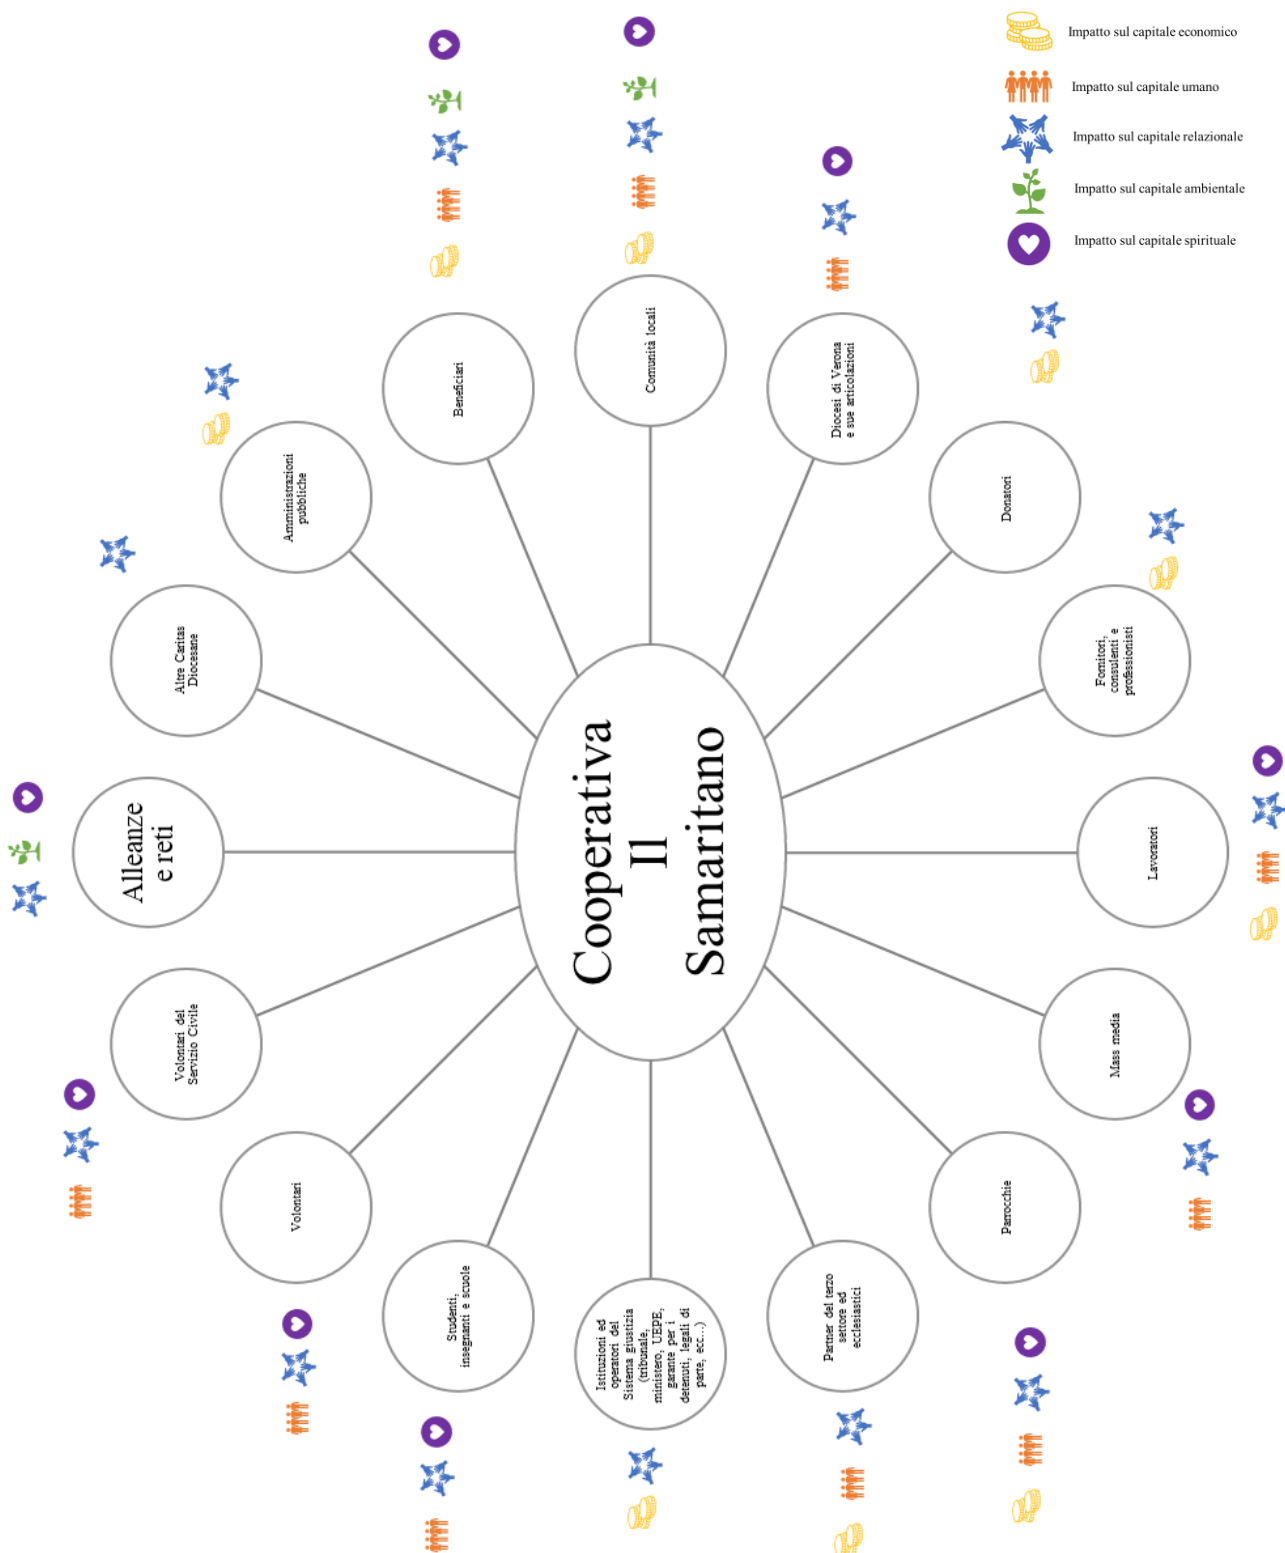 Impatto sul capitale economico
Impatto sul capitale umano
Impatto sul capitale relazionale
Impatto sul capitale ambientale
Impatto sul capitale spirituale
Cooperativa
Il
Samaritano
Alleanze
e reti
Altre Caritas
Diocesane
Amministrazioni
pubbliche
Beneficiari
Comunità locali
Diocesi di Verona
e sue articolazioni
Donatori
Fornitori,
consulenti e
professionisti
Lavoratori
Mass media
Parrocchie
Partner del terzo
settore ed
ecclesiastici
Istituzioni ed
operatori del
Sistema giustizia
(tribunale,
ministero, UEPE,
garante per i
detenuti, legali di
parte, ecc...)
Studenti,
insegnanti e scuole
Volontari
Volontari del
Servizio Civile